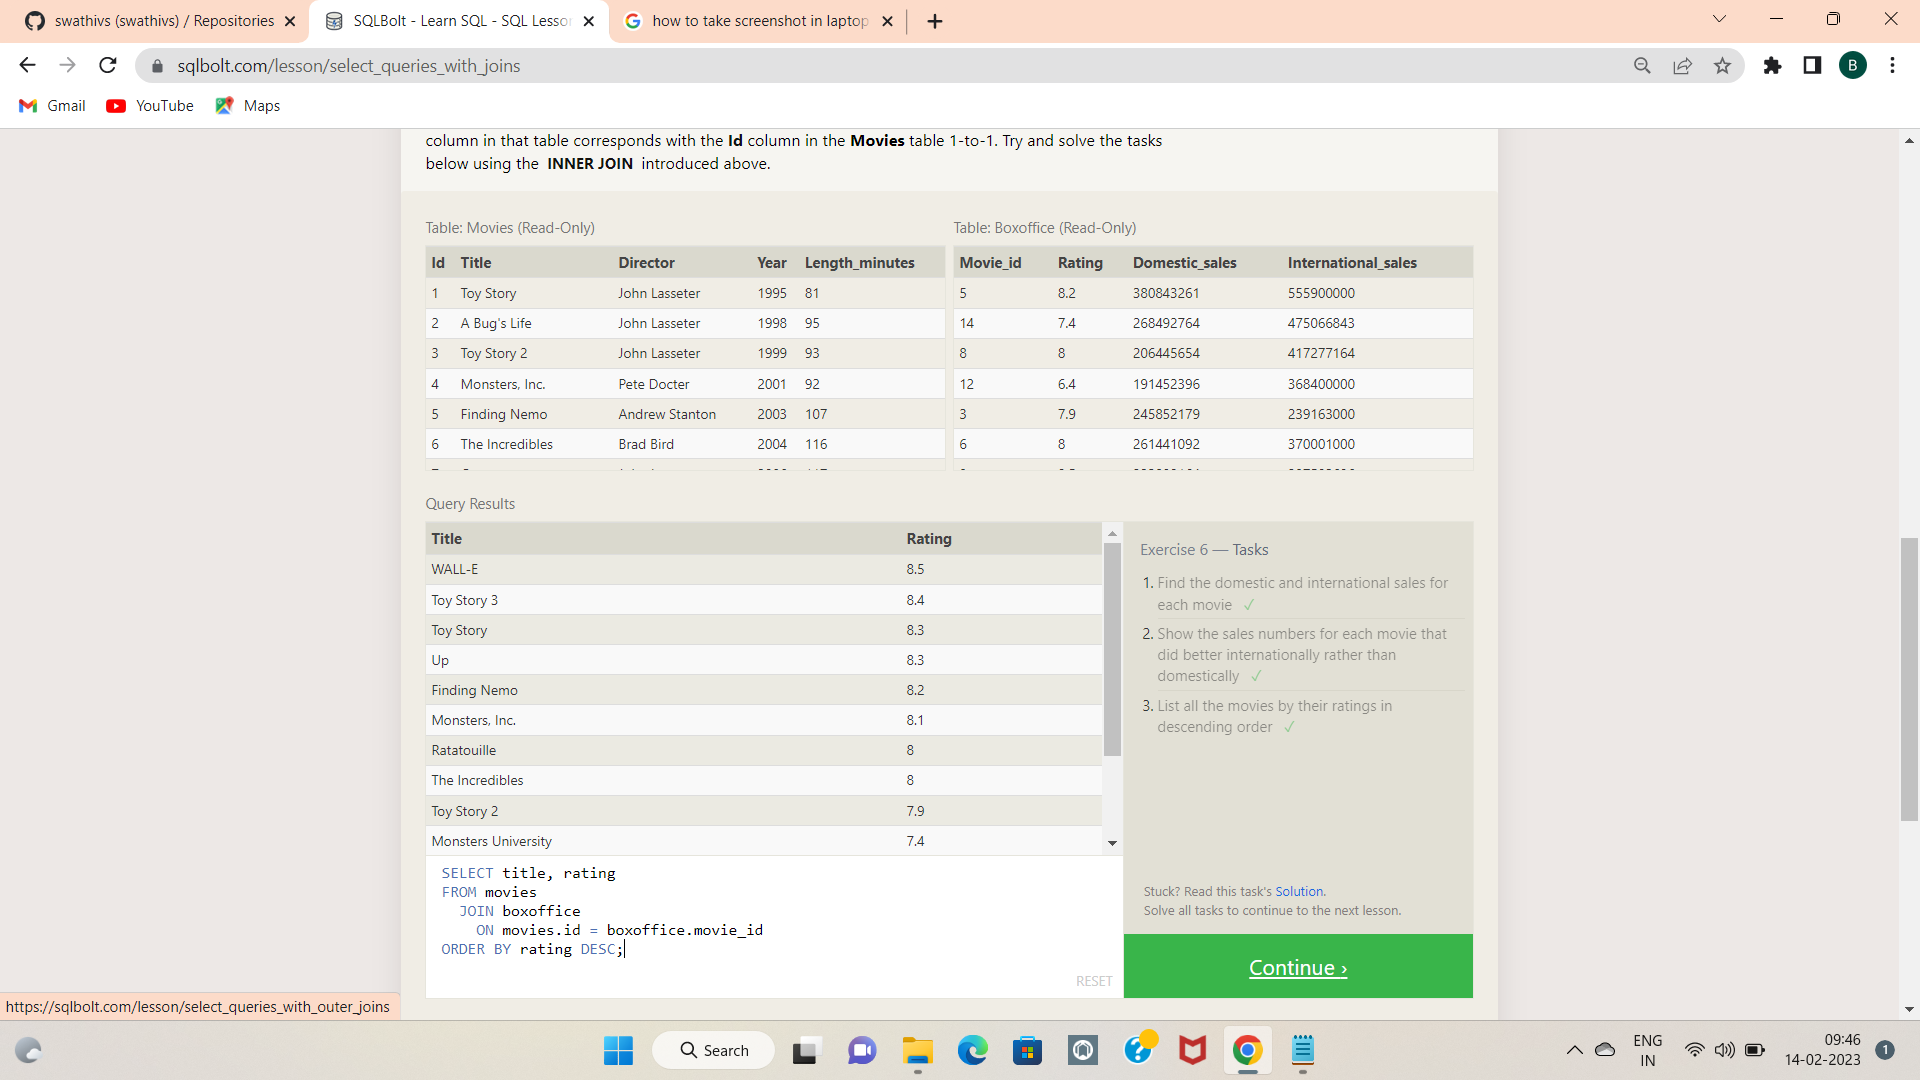 swathivs (swathivs) / Repositories
SQLBolt - Learn SQL - SQL Lesso
how to take screenshot in laptop
sqlbolt.com/lesson/select_queries_with_joins
B
Gmail YouTube Maps
column in that table corresponds with the Id column in the Movies table 1-to-1. Try and solve the tasks
below using the INNER JOIN introduced above.
Table: Movies (Read-Only)
Id Title Director Year Length_minutes
1 Toy Story John Lasseter 1995 81
2 A Bug's Life John Lasseter 1998 95
3 Toy Story 2 John Lasseter 1999 93
4 Monsters, Inc. Pete Docter 2001 92
5 Finding Nemo Andrew Stanton 2003 107
6 The Incredibles Brad Bird 2004 116
Table: Boxoffice (Read-Only)
Movie_id Rating Domestic_sales International_sales
5 8.2 380843261 555900000
14 7.4 268492764 475066843
8 8 206445654 417277164
12 6.4 191452396 368400000
3 7.9 245852179 239163000
6 8 261441092 370001000
Query Results
Title Rating
WALL-E 8.5
Toy Story 3 8.4
Toy Story 8.3
Up 8.3
Finding Nemo 8.2
Monsters, Inc. 8.1
Ratatouille 8
The Incredibles 8
Toy Story 2 7.9
Monsters University 7.4
SELECT title, rating
FROM movies
JOIN boxoffice
ON movies.id = boxoffice.movie_id
ORDER BY rating DESC;
RESET
Exercise 6 — Tasks
1. Find the domestic and international sales for
each movie ✓
2. Show the sales numbers for each movie that
did better internationally rather than
domestically ✓
3. List all the movies by their ratings in
descending order ✓
Stuck? Read this task's Solution.
Solve all tasks to continue to the next lesson.
Continue ›
https://sqlbolt.com/lesson/select_queries_with_outer_joins
Search
ENG
IN
09:46
14-02-2023
1